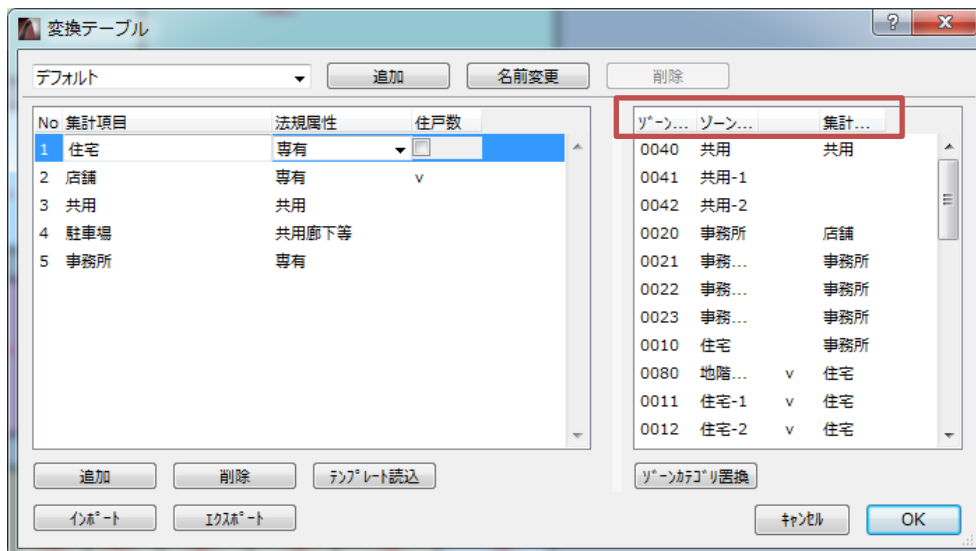 変換テーブル
デフォルト 追加 名前変更 削除
No 集計項目 法規属性 住戸数
1 住宅 専有
2 店舗 専有 v
3 共用 共用
4 駐車場 共用廊下等
5 事務所 専有
ｿﾞｰﾝ... ゾーン... 集計...
0040 共用 共用
0041 共用-1
0042 共用-2
0020 事務所 店舗
0021 事務... 事務所
0022 事務... 事務所
0023 事務... 事務所
0010 住宅 事務所
0080 地階... v 住宅
0011 住宅-1 v 住宅
0012 住宅-2 v 住宅
追加 削除 ﾃﾝﾌﾟﾚｰﾄ読込 ｿﾞｰﾝｶﾃｺﾞﾘ置換
ｲﾝﾎﾟｰﾄ ｴｸｽﾎﾟｰﾄ ｷｬﾝｾﾙ OK